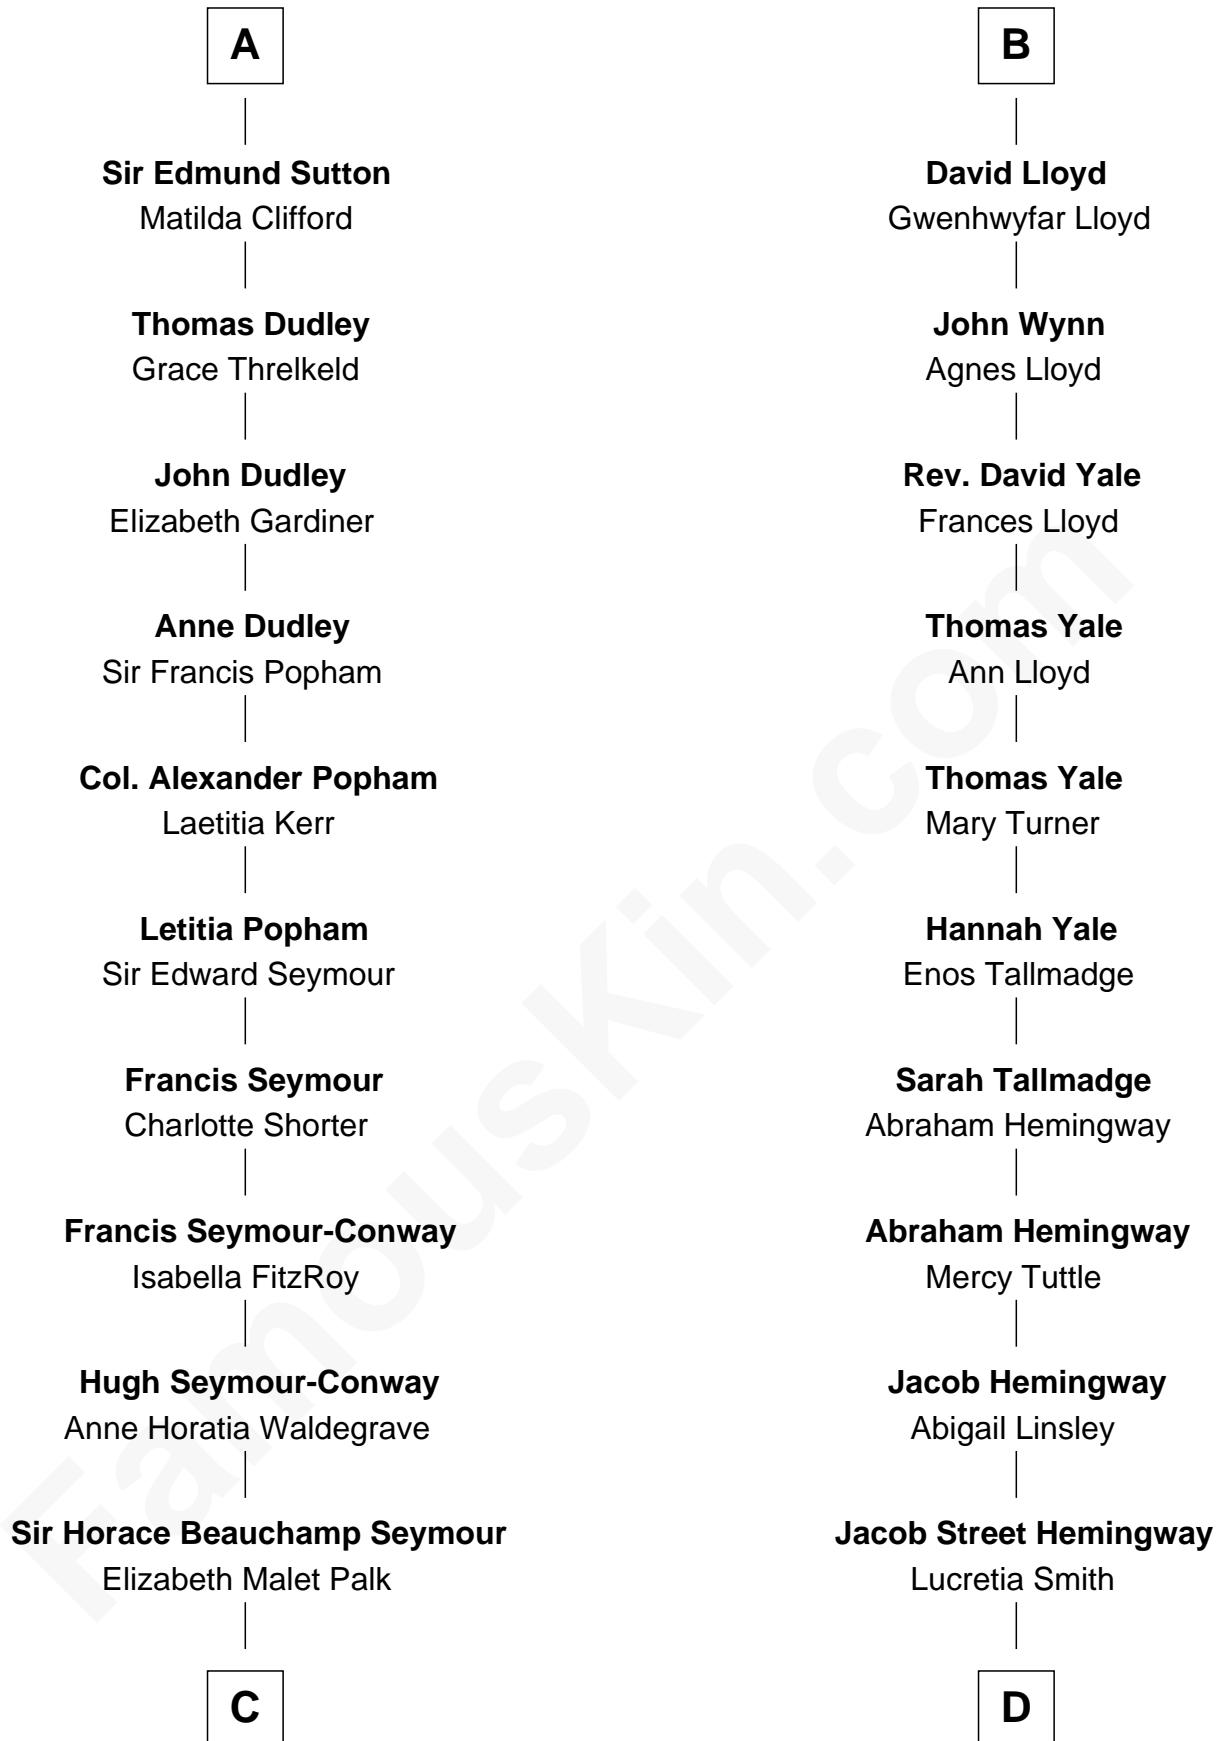 A
Sir Edmund Sutton
Matilda Clifford
Thomas Dudley
Grace Threlkeld
John Dudley
Elizabeth Gardiner
Anne Dudley
Sir Francis Popham
Col. Alexander Popham
Laetitia Kerr
Letitia Popham
Sir Edward Seymour
Francis Seymour
Charlotte Shorter
Francis Seymour-Conway
Isabella FitzRoy
Hugh Seymour-Conway
Anne Horatia Waldegrave
Sir Horace Beauchamp Seymour
Elizabeth Malet Palk
C
B
David Lloyd
Gwenhwyfar Lloyd
John Wynn
Agnes Lloyd
Rev. David Yale
Frances Lloyd
Thomas Yale
Ann Lloyd
Thomas Yale
Mary Turner
Hannah Yale
Enos Tallmadge
Sarah Tallmadge
Abraham Hemingway
Abraham Hemingway
Mercy Tuttle
Jacob Hemingway
Abigail Linsley
Jacob Street Hemingway
Lucretia Smith
D
FamousKin.com